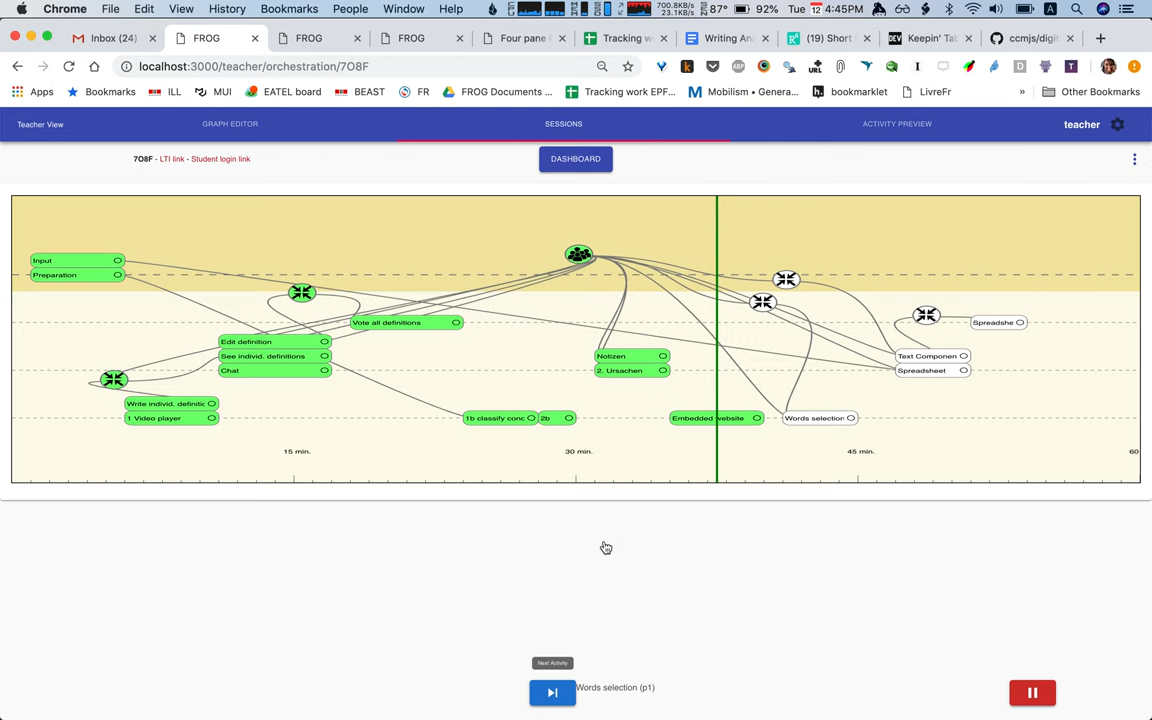 Chrome File Edit View History Bookmarks People Window Help 700.8KB/s 23.1KB/s 87° 92% Tue 12 4:45PM
Inbox (24) FROG FROG FROG Four pane Tracking w Writing An (19) Short Keepin' Ta ccmjs/digit
localhost:3000/teacher/orchestration/7O8F
Apps Bookmarks ILL MUI EATEL board BEAST FR FROG Documents ... Tracking work EPF... Mobilism • Genera... bookmarklet LivreFr » Other Bookmarks
Teacher View GRAPH EDITOR SESSIONS ACTIVITY PREVIEW teacher
7O8F - LTI link - Student login link DASHBOARD
Input
Preparation
Vote all definitions Spreadshe
Edit definition
See individ. definitions Notizen Text Componen
Chat 2. Ursachen Spreadsheet
Write individ. definitic
1 Video player 1b classify conc 2b Embedded website Words selection
15 min. 30 min. 45 min. 60
Next Activity
Words selection (p1)